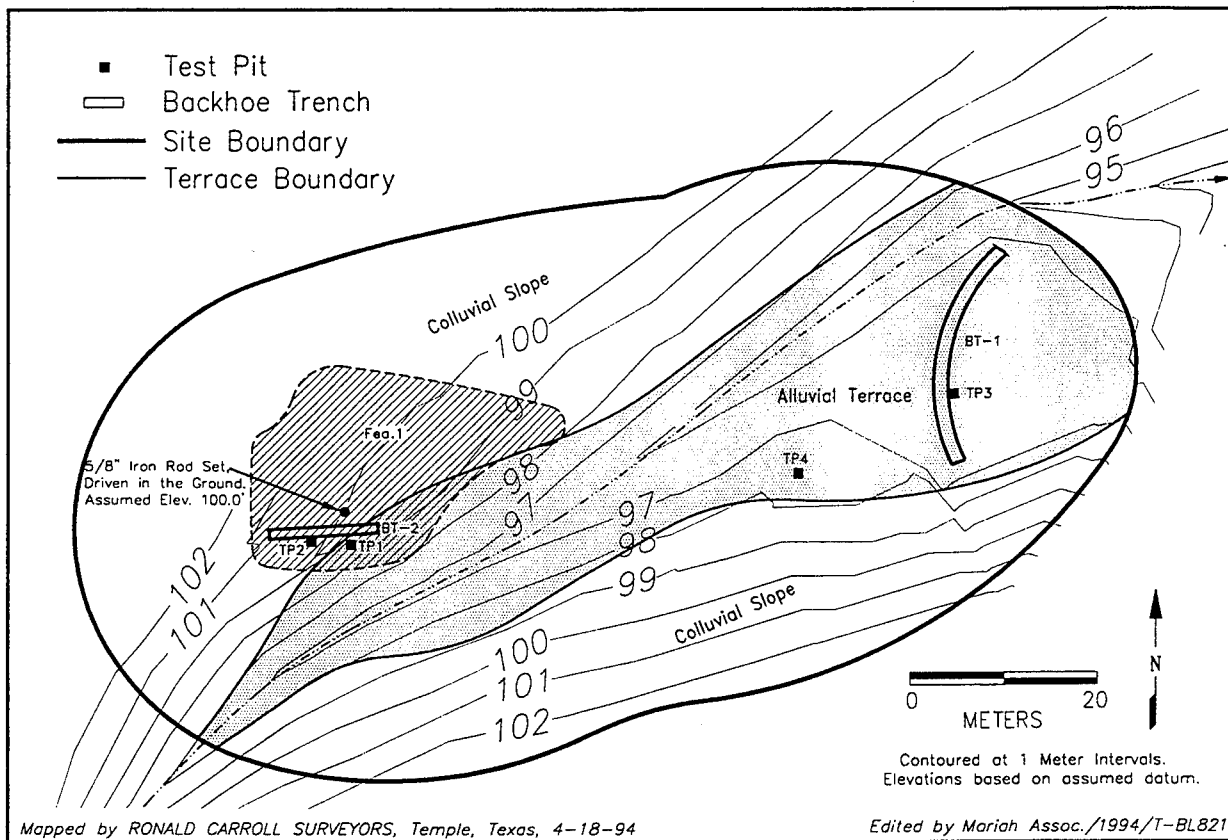 Test Pit
Backhoe Trench
Site Boundary
Terrace Boundary
96
95
Colluvial Slope
100
99
BT-1
Alluvial Terrace
TP3
Fea.1
98
5/8" Iron Rod Set,
Driven in the Ground.
Assumed Elev. 100.0'
97
97
TP4
BT-2
TP2
TP1
98
99
102
101
Colluvial Slope
100
101
102
N
0
20
METERS
Contoured at 1 Meter Intervals.
Elevations based on assumed datum.
Mapped by RONALD CARROLL SURVEYORS, Temple, Texas, 4-18-94
Edited by Mariah Assoc./1994/T-BL821